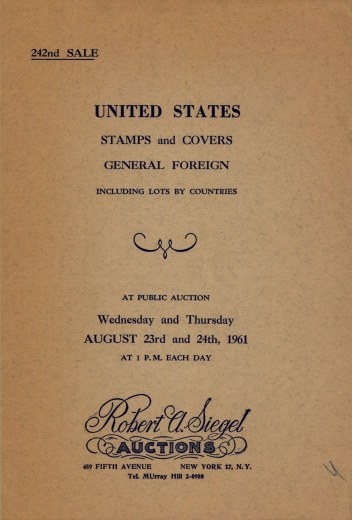 242nd SALE
UNITED STATES
STAMPS and COVERS
GENERAL FOREIGN
INCLUDING LOTS BY COUNTRIES
AT PUBLIC AUCTION
Wednesday and Thursday
AUGUST 23rd and 24th, 1961
AT 1 P.M. EACH DAY
Robert A. Siegel
AUCTIONS
489 FIFTH AVENUE NEW YORK 17, N. Y.
Tel. MUrray Hill 2-0980